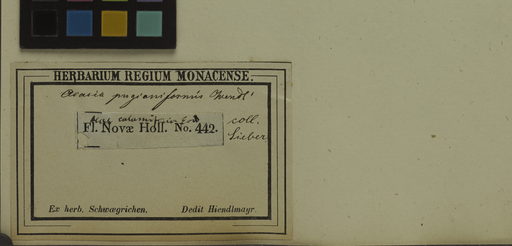 HERBARIUM REGIUM MONACENSE.
Acacia pugioniformis Wendl.
Fl. Novæ Holl. No. 442.
coll.
Sieber
Ex herb. Schwægrichen. Dedit Hiendlmayr.